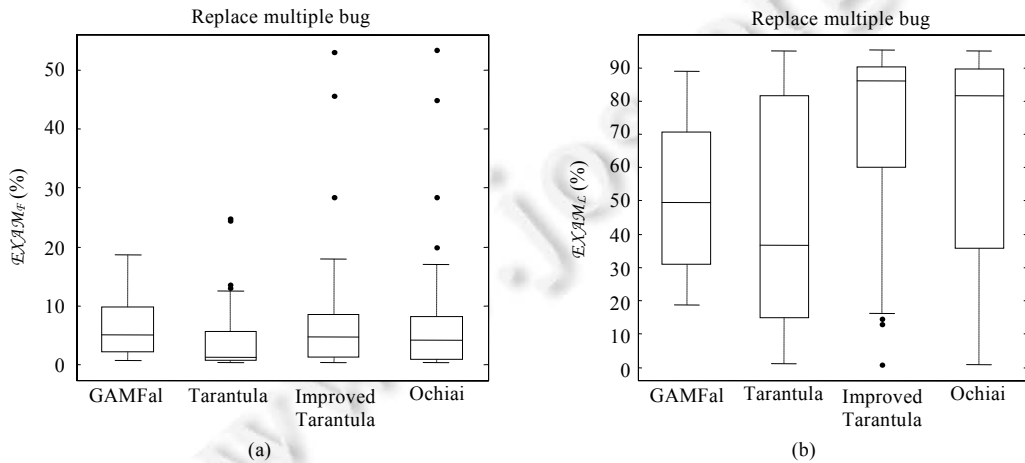 Replace multiple bug
50
40
30
20
10
0
EXAM_F (%)
GAMFal
Tarantula
Improved
Tarantula
Ochiai
(a)
Replace multiple bug
90
80
70
60
50
40
30
20
10
0
EXAM_L (%)
GAMFal
Tarantula
Improved
Tarantula
Ochiai
(b)